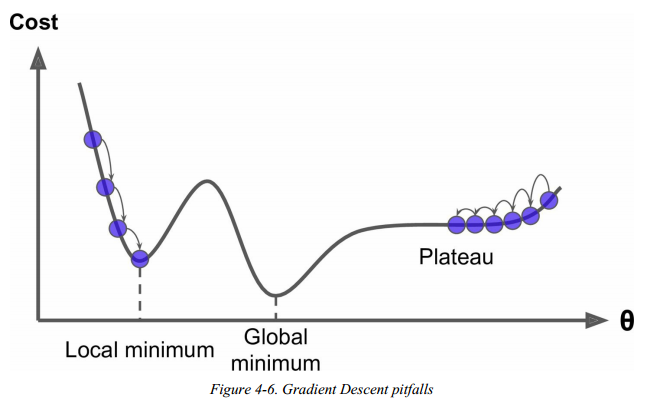 Cost
Plateau
θ
Local minimum
Global
minimum
Figure 4-6. Gradient Descent pitfalls